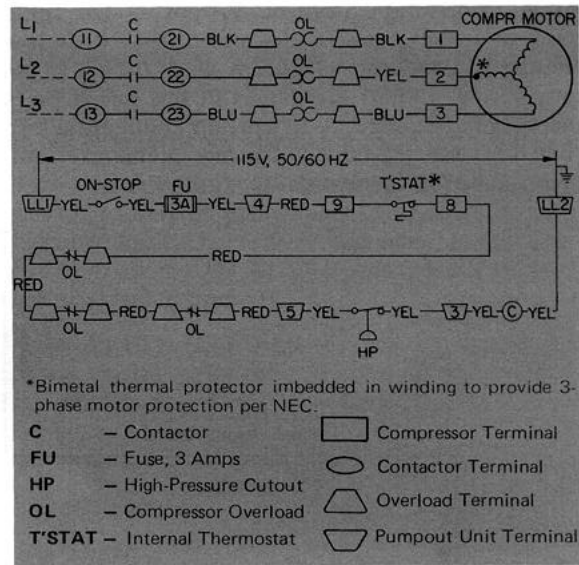 COMPR MOTOR
L1 11 C 21 BLK OL BLK 1
L2 12 C 22 YEL 2 *
L3 13 C 23 BLU OL BLU 3
115V, 50/60 HZ
ON-STOP FU T'STAT*
LL1 YEL YEL 3A YEL 4 RED 9 8 LL2
RED
OL
RED
RED RED 5 YEL YEL 3 YEL C YEL
OL OL
HP
*Bimetal thermal protector imbedded in winding to provide 3-
phase motor protection per NEC.
C – Contactor Compressor Terminal
FU – Fuse, 3 Amps Contactor Terminal
HP – High-Pressure Cutout
OL – Compressor Overload Overload Terminal
T'STAT – Internal Thermostat Pumpout Unit Terminal